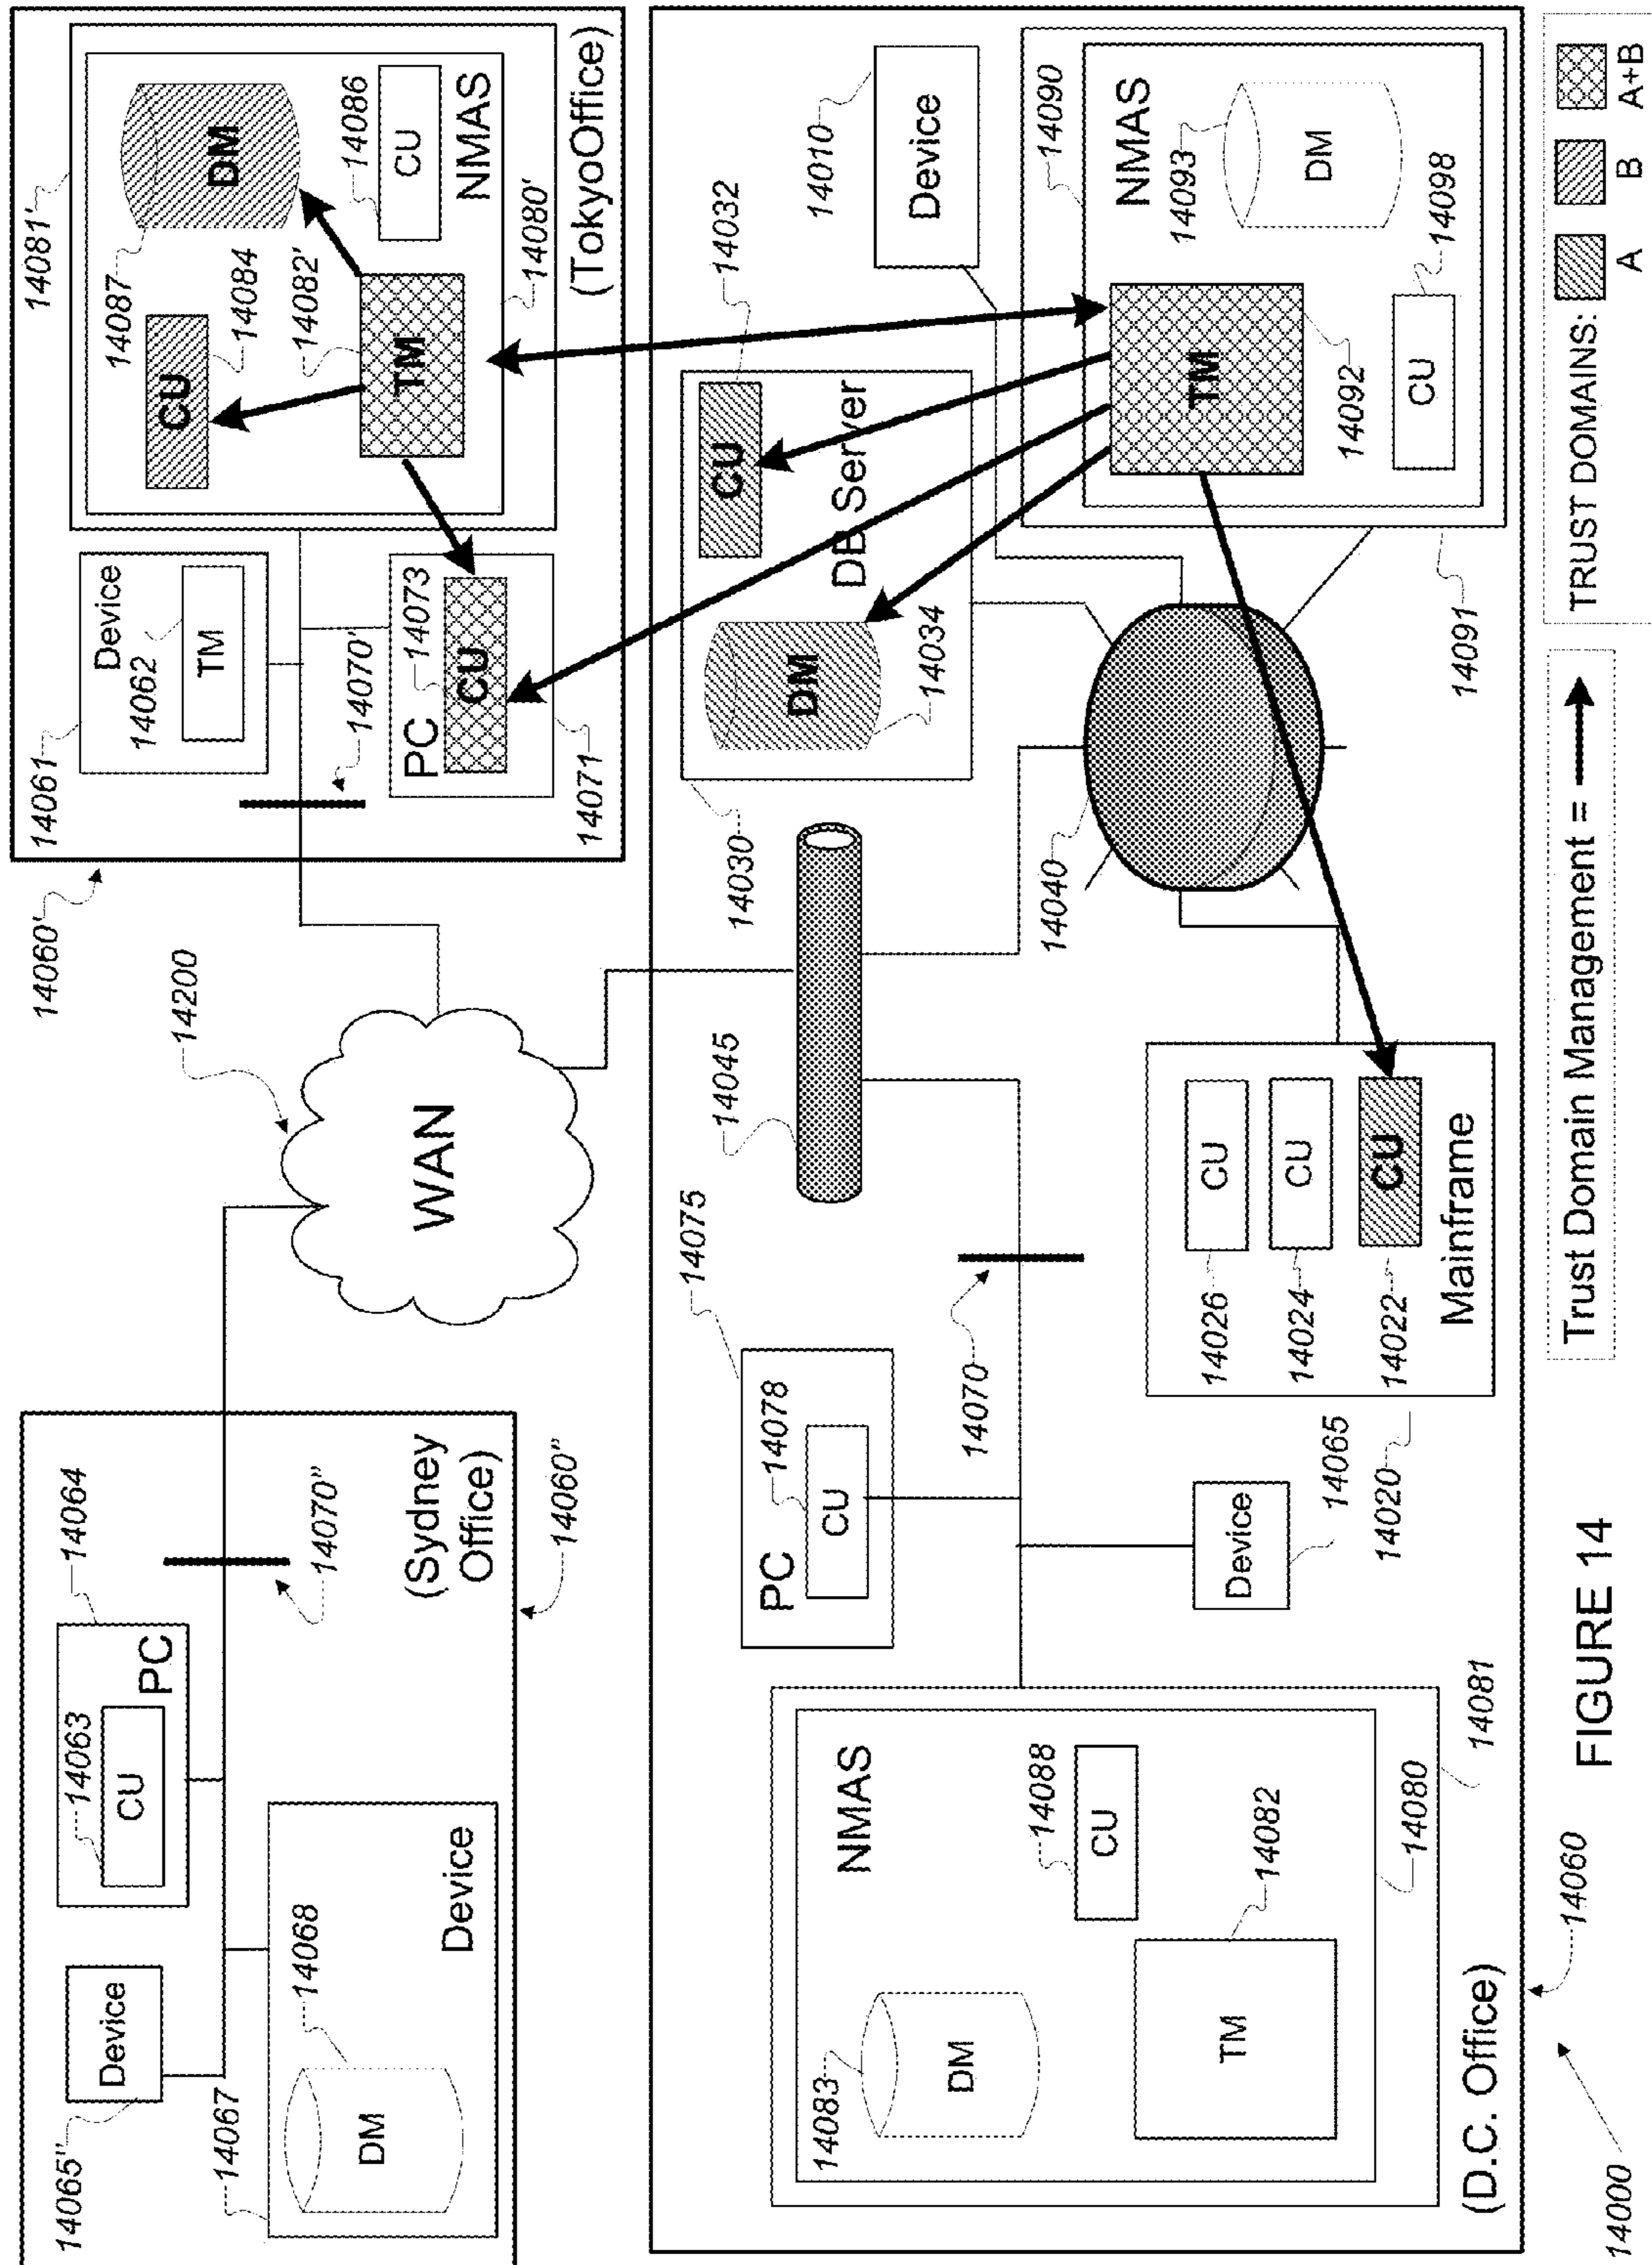 14065"
Device
14064
14063
CU
PC
14067
14068
DM
Device
14070"
(Sydney
Office)
14060"
14200
WAN
14060'
14061
Device
14062
TM
14070'
PC
14073
CU
14071
14081'
14087
DM
CU
14084
14082'
TM
14086
CU
NMAS
14080'
(TokyoOffice)
14075
PC
14078
CU
14045
14030
DM
14034
CU
DB Server
14032
14010
Device
NMAS
14083
DM
14088
CU
14082
TM
14080
14081
14070
Device
14065
14020
14026
CU
14024
CU
14022
CU
Mainframe
14040
14090
NMAS
14093
DM
TM
14092
14098
CU
14091
(D.C. Office)
14060
14000
FIGURE 14
Trust Domain Management =
TRUST DOMAINS:
A
B
A+B